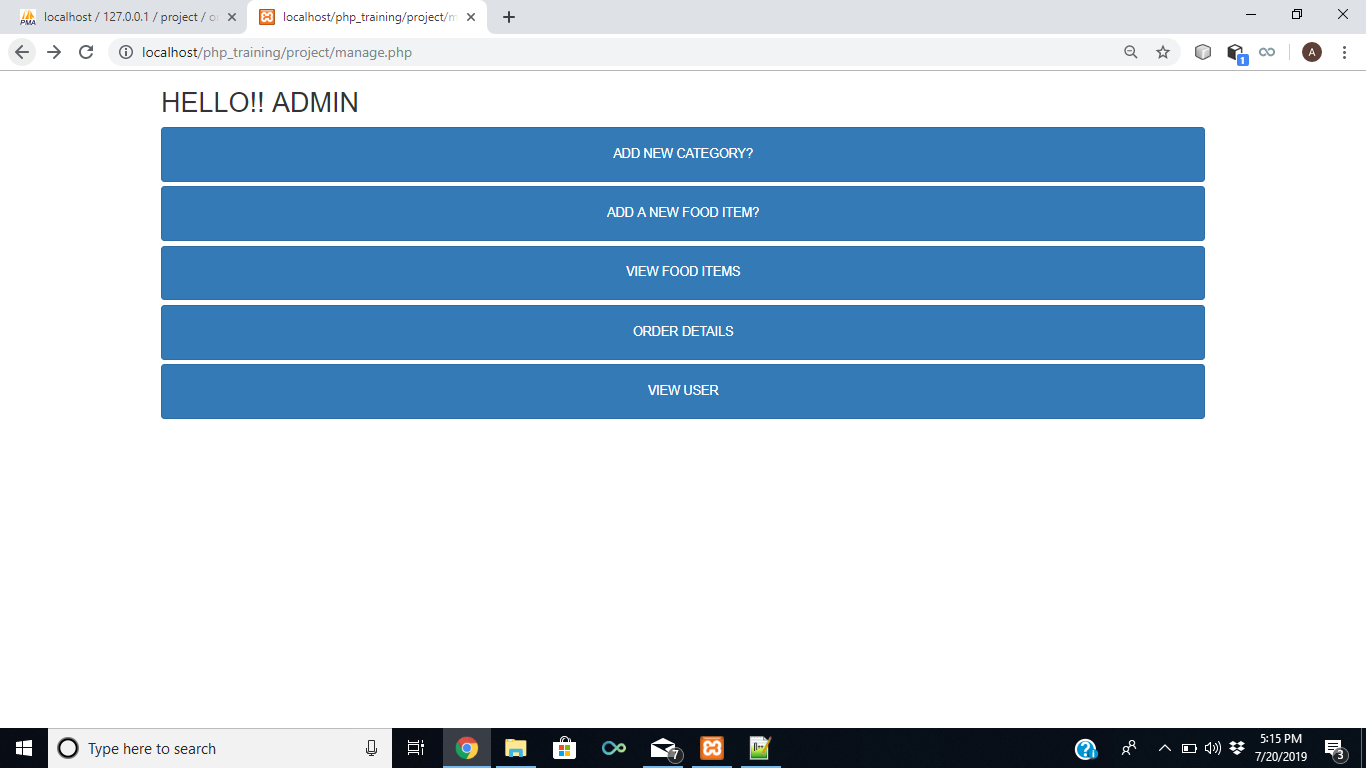 localhost / 127.0.0.1 / project / o
localhost/php_training/project/m
localhost/php_training/project/manage.php
1
A
HELLO!! ADMIN
ADD NEW CATEGORY?
ADD A NEW FOOD ITEM?
VIEW FOOD ITEMS
ORDER DETAILS
VIEW USER
Type here to search
7
5:15 PM
7/20/2019
3